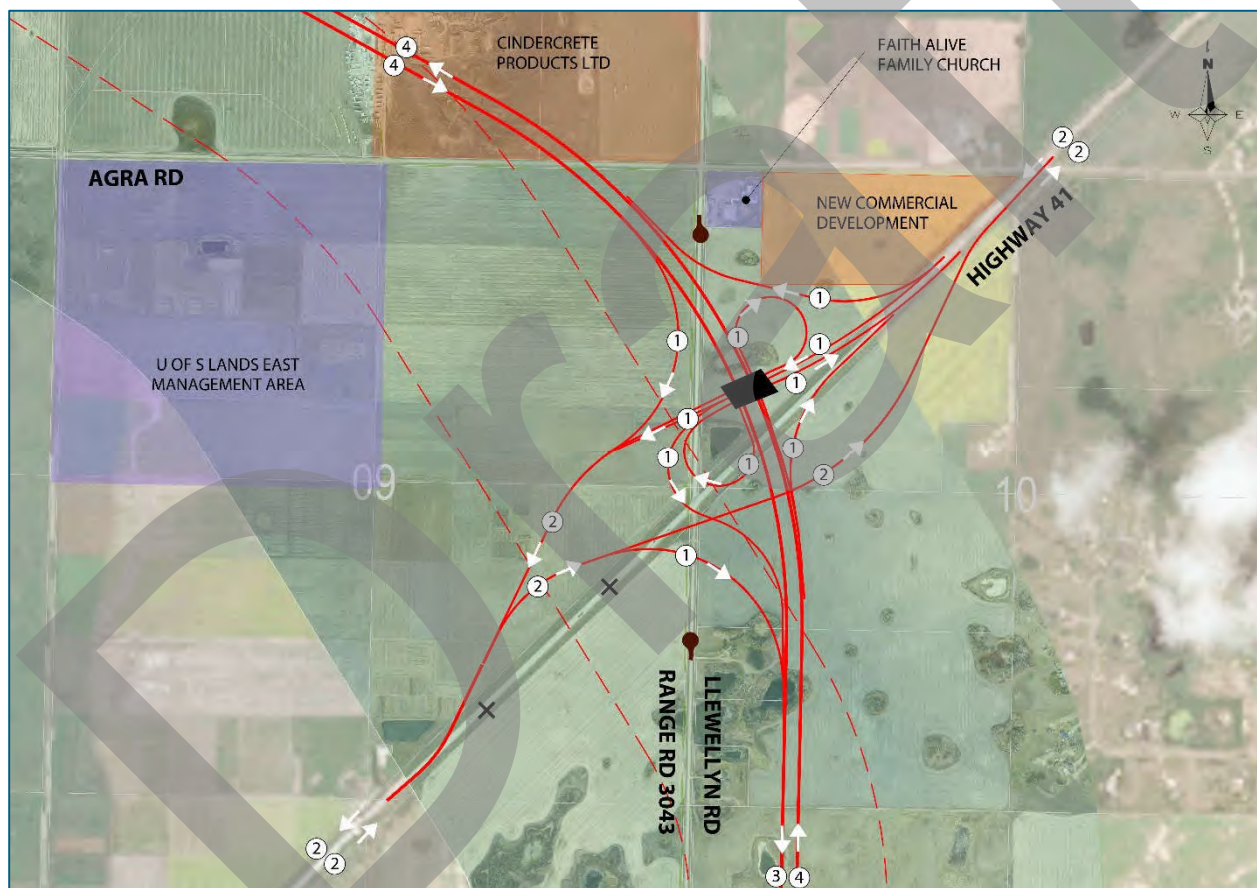 CINDERCRETE
PRODUCTS LTD
FAITH ALIVE
FAMILY CHURCH
N
W E
S
4
4
2
2
AGRA RD
NEW COMMERCIAL
DEVELOPMENT
HIGHWAY 41
U OF S LANDS EAST
MANAGEMENT AREA
1
1
1
1
1
1
1
1
1
2
09
10
2
2
1
RANGE RD 3043
LLEWELLYN RD
2
2
3
4
Draft